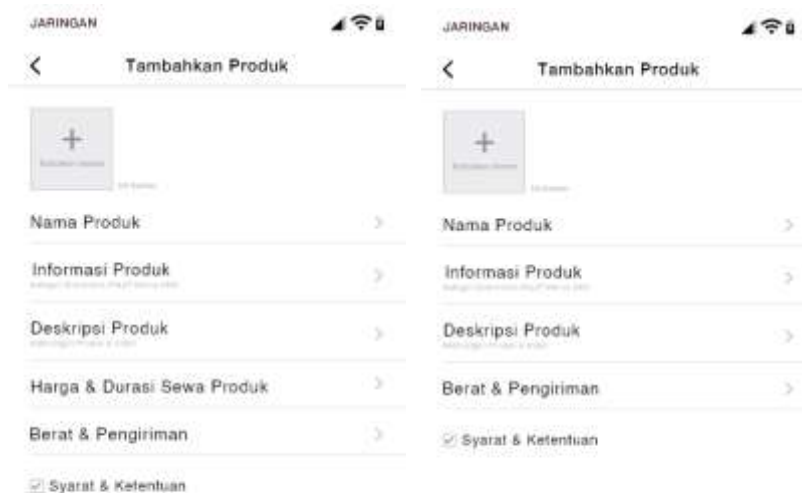 JARINGAN
Tambahkan Produk
Nama Produk
Informasi Produk
Deskripsi Produk
Harga & Durasi Sewa Produk
Berat & Pengiriman
Syarat & Ketentuan
JARINGAN
Tambahkan Produk
Nama Produk
Informasi Produk
Deskripsi Produk
Berat & Pengiriman
Syarat & Ketentuan